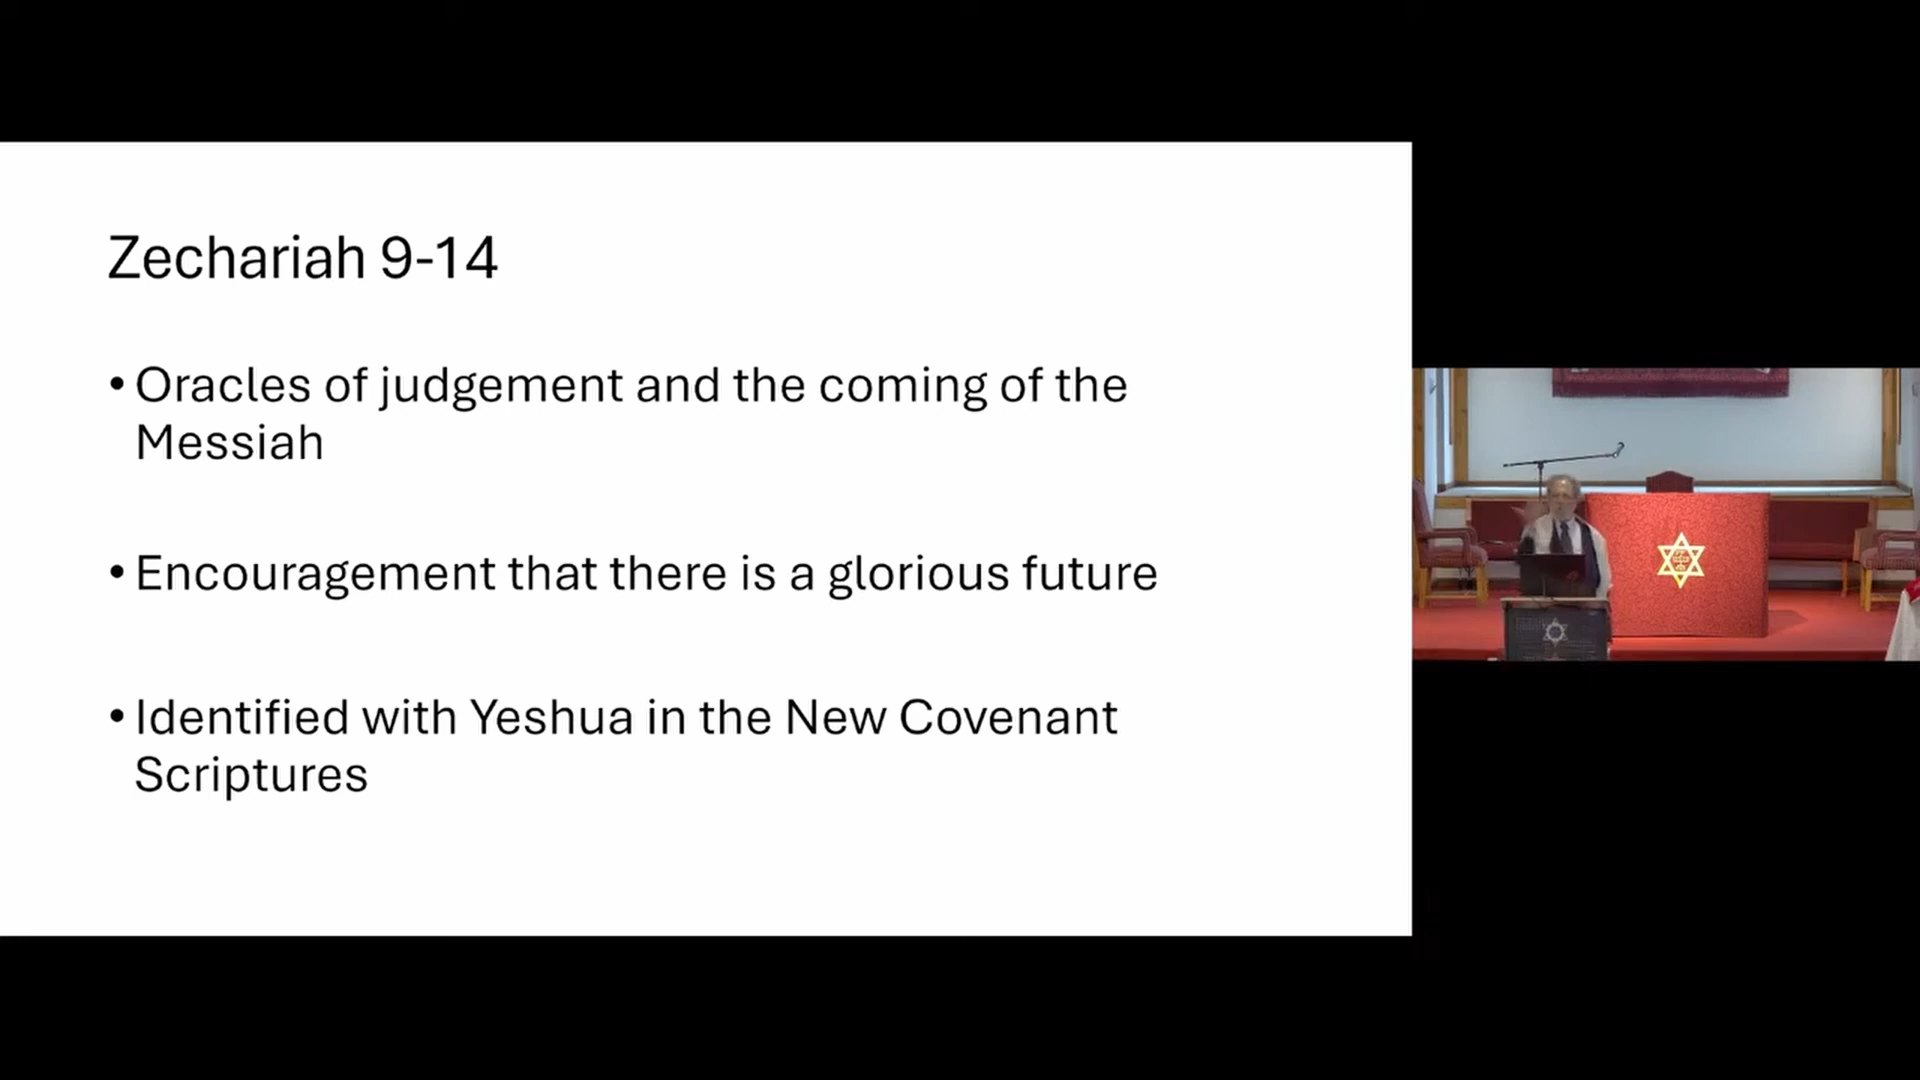 Zechariah 9-14
• Oracles of judgement and the coming of the
Messiah
• Encouragement that there is a glorious future
• Identified with Yeshua in the New Covenant
Scriptures